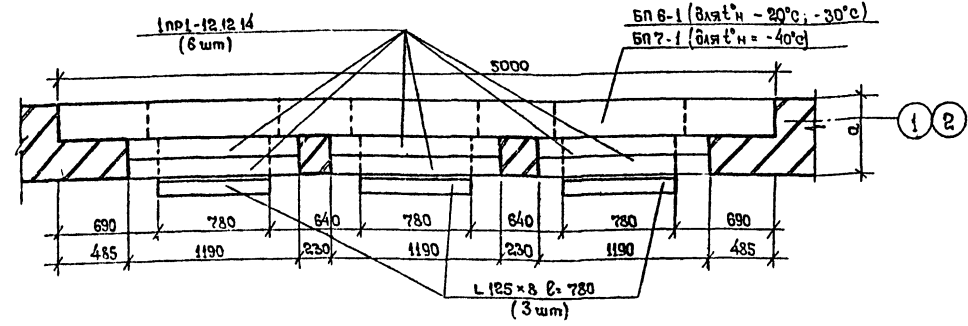 1ПР1-12.12.14
(6 шт)
БП 6-1 (для t°н - 20°С; -30°С)
БП 7-1 (для t°н = -40°С)
5000
а
1 2
690 780 640 780 640 780 690
485 1190 230 1190 230 1190 485
L 125 × 8 ℓ= 780
(3 шт)